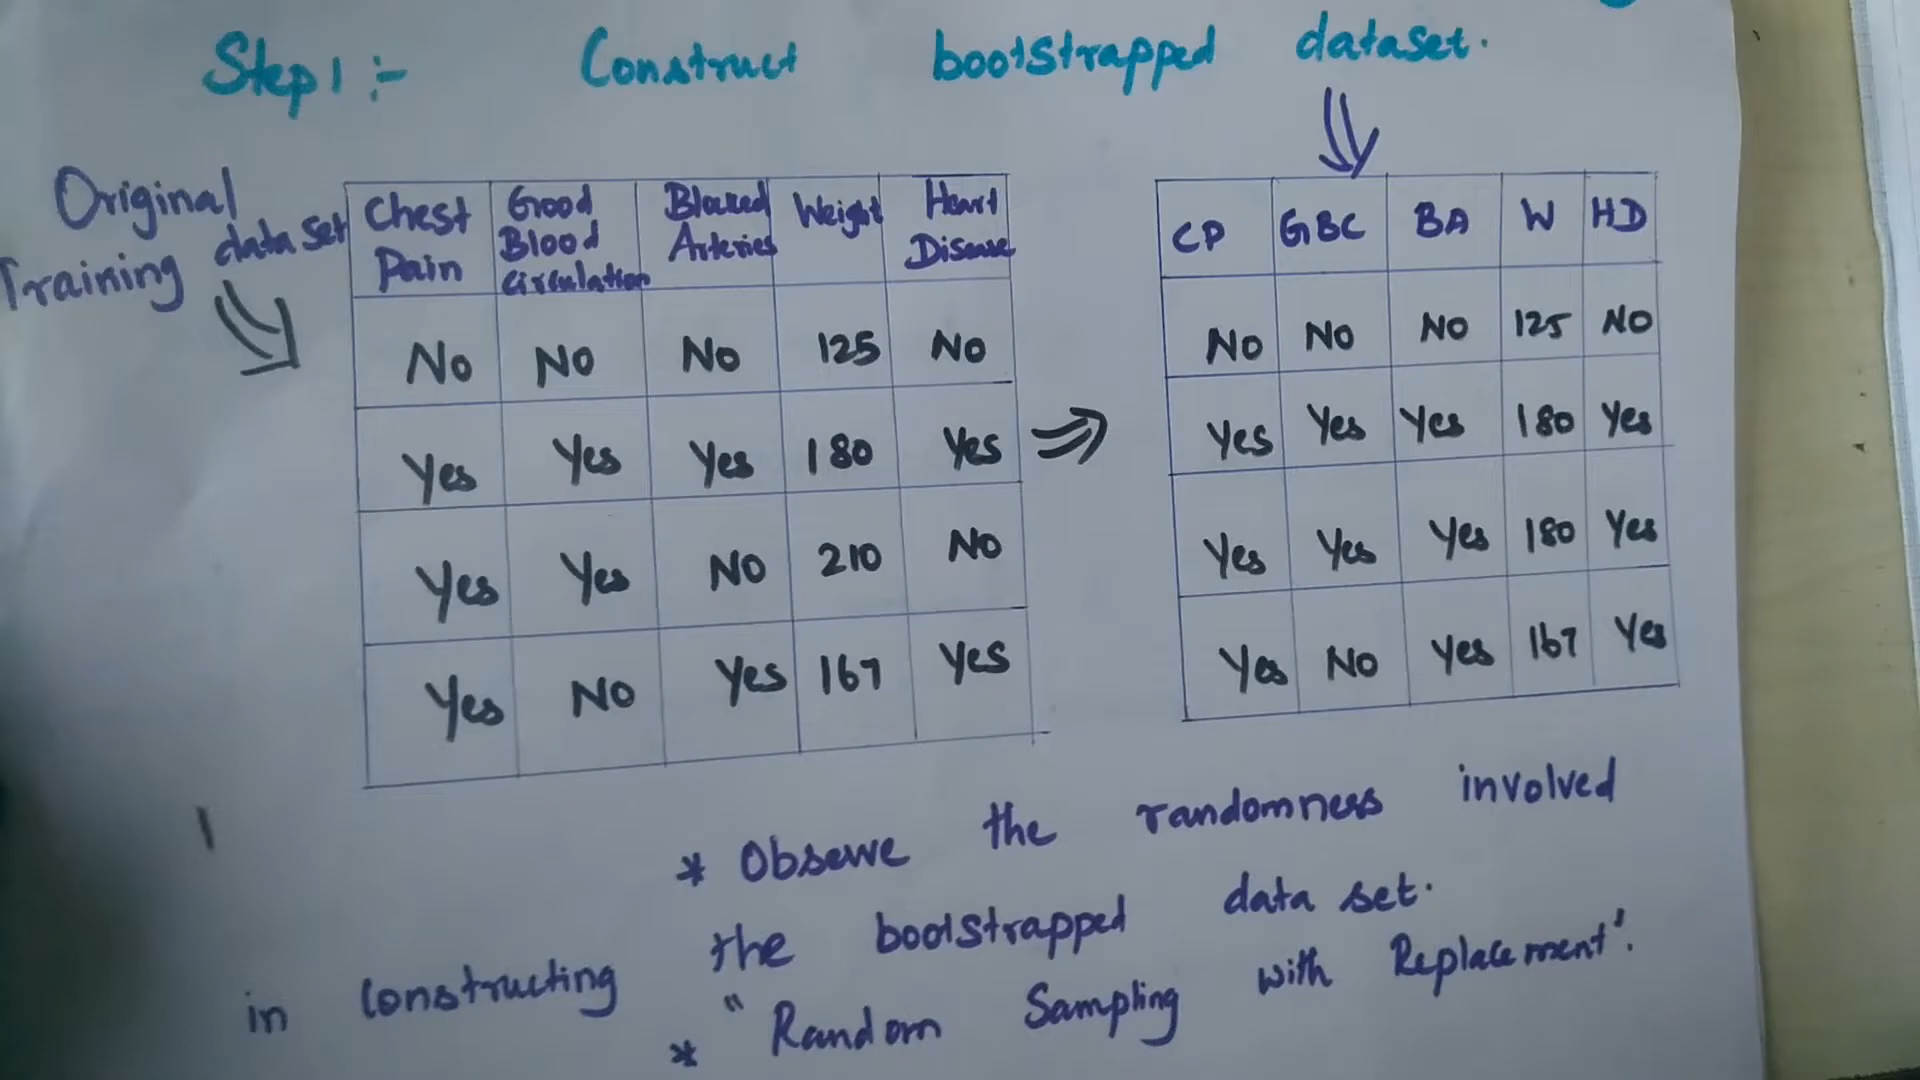 Step 1 :- Construct bootstrapped dataset.
Original
Training dataset
Chest Pain Good Blood Circulation Blocked Arteries Weight Heart Disease
No No No 125 No
Yes Yes Yes 180 Yes
Yes Yes No 210 No
Yes No Yes 167 Yes
CP GBC BA W HD
No No No 125 No
Yes Yes Yes 180 Yes
Yes Yes Yes 180 Yes
Yes No Yes 167 Yes
* Observe the randomness involved
in constructing the bootstrapped data set.
* "Random Sampling with Replacement".